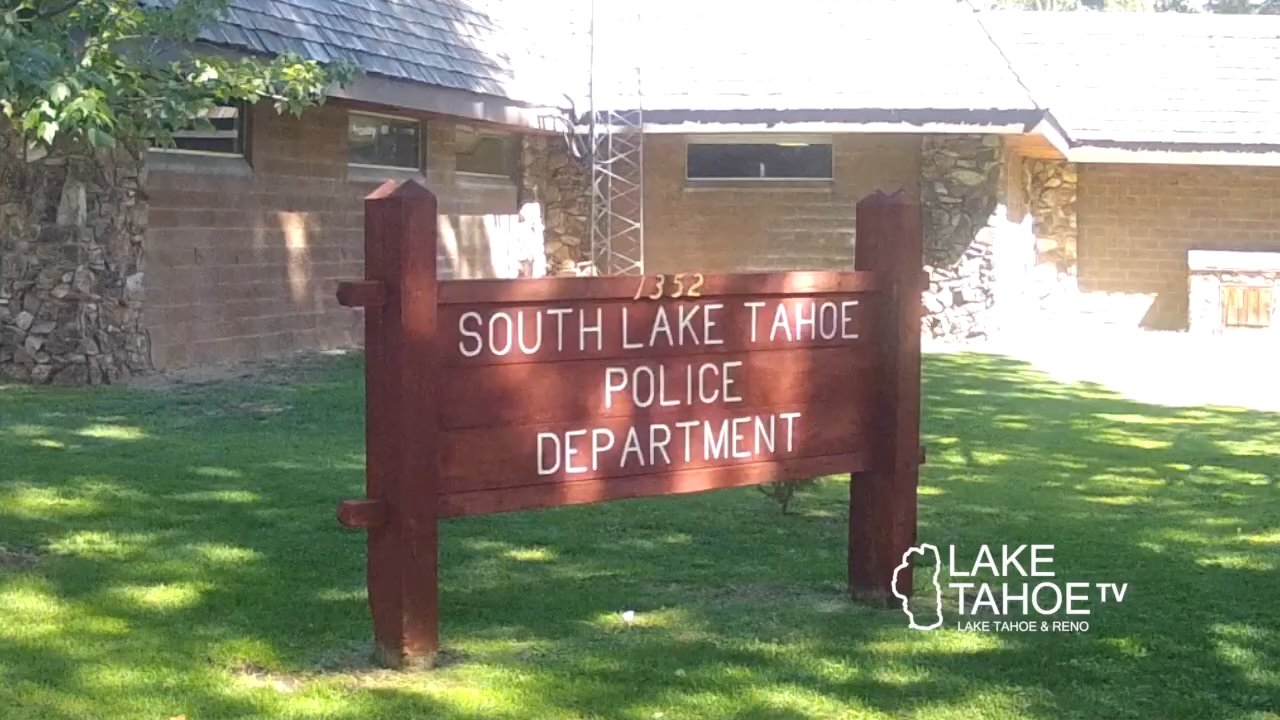 1352
SOUTH LAKE TAHOE
POLICE
DEPARTMENT
LAKE
TAHOE TV
LAKE TAHOE & RENO